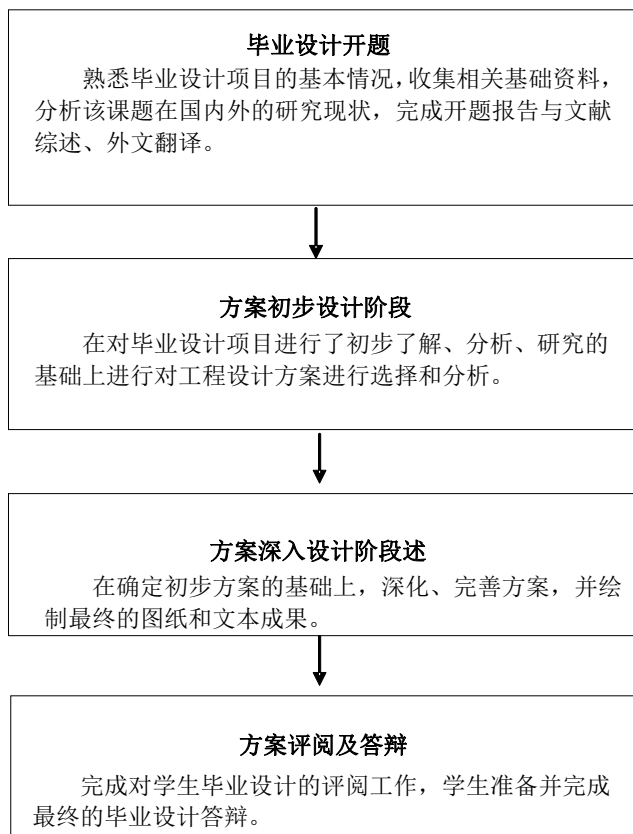 毕业设计开题
熟悉毕业设计项目的基本情况，收集相关基础资料，
分析该课题在国内外的研究现状，完成开题报告与文献
综述、外文翻译。
方案初步设计阶段
在对毕业设计项目进行了初步了解、分析、研究的
基础上进行对工程设计方案进行选择和分析。
方案深入设计阶段述
在确定初步方案的基础上，深化、完善方案，并绘
制最终的图纸和文本成果。
方案评阅及答辩
完成对学生毕业设计的评阅工作，学生准备并完成
最终的毕业设计答辩。